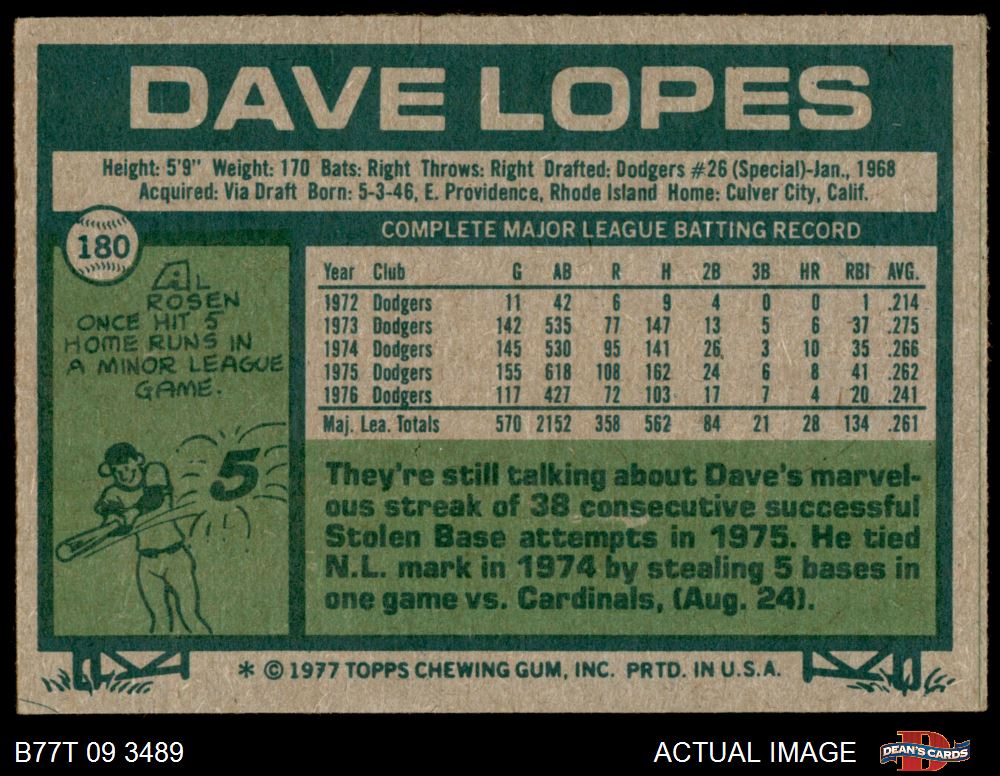 DAVE LOPES
Height: 5'9" Weight: 170 Bats: Right Throws: Right Drafted: Dodgers #26 (Special)-Jan., 1968
Acquired: Via Draft Born: 5-3-46, E. Providence, Rhode Island Home: Culver City, Calif.
180
AL
ROSEN
ONCE HIT 5
HOME RUNS IN
A MINOR LEAGUE
GAME.
5
COMPLETE MAJOR LEAGUE BATTING RECORD
Year Club G AB R H 2B 3B HR RBI AVG.
1972 Dodgers 11 42 6 9 4 0 0 1 .214
1973 Dodgers 142 535 77 147 13 5 6 37 .275
1974 Dodgers 145 530 95 141 26 3 10 35 .266
1975 Dodgers 155 618 108 162 24 6 8 41 .262
1976 Dodgers 117 427 72 103 17 7 4 20 .241
Maj. Lea. Totals 570 2152 358 562 84 21 28 134 .261
They're still talking about Dave's marvel-
ous streak of 38 consecutive successful
Stolen Base attempts in 1975. He tied
N.L. mark in 1974 by stealing 5 bases in
one game vs. Cardinals, (Aug. 24).
* © 1977 TOPPS CHEWING GUM, INC. PRTD. IN U.S.A.
B77T 09 3489
ACTUAL IMAGE
D
DEAN'S CARDS